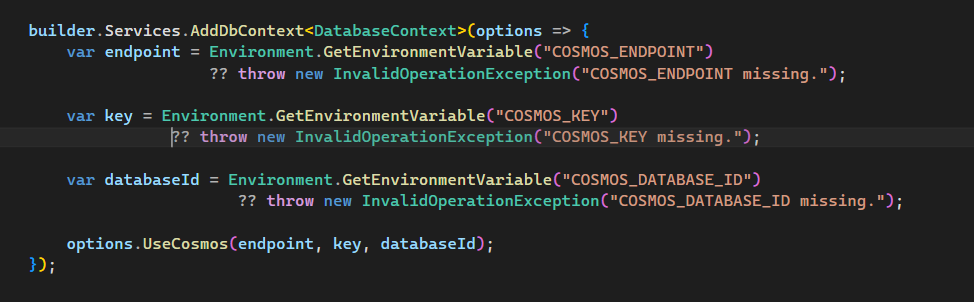 builder.Services.AddDbContext<DatabaseContext>(options => {
    var endpoint = Environment.GetEnvironmentVariable("COSMOS_ENDPOINT")
                   ?? throw new InvalidOperationException("COSMOS_ENDPOINT missing.");

    var key = Environment.GetEnvironmentVariable("COSMOS_KEY")
               ?? throw new InvalidOperationException("COSMOS_KEY missing.");

    var databaseId = Environment.GetEnvironmentVariable("COSMOS_DATABASE_ID")
                      ?? throw new InvalidOperationException("COSMOS_DATABASE_ID missing.");

    options.UseCosmos(endpoint, key, databaseId);
});